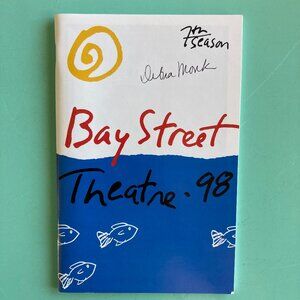 7th
season
Debra Monk
Bay Street
Theatre · 98